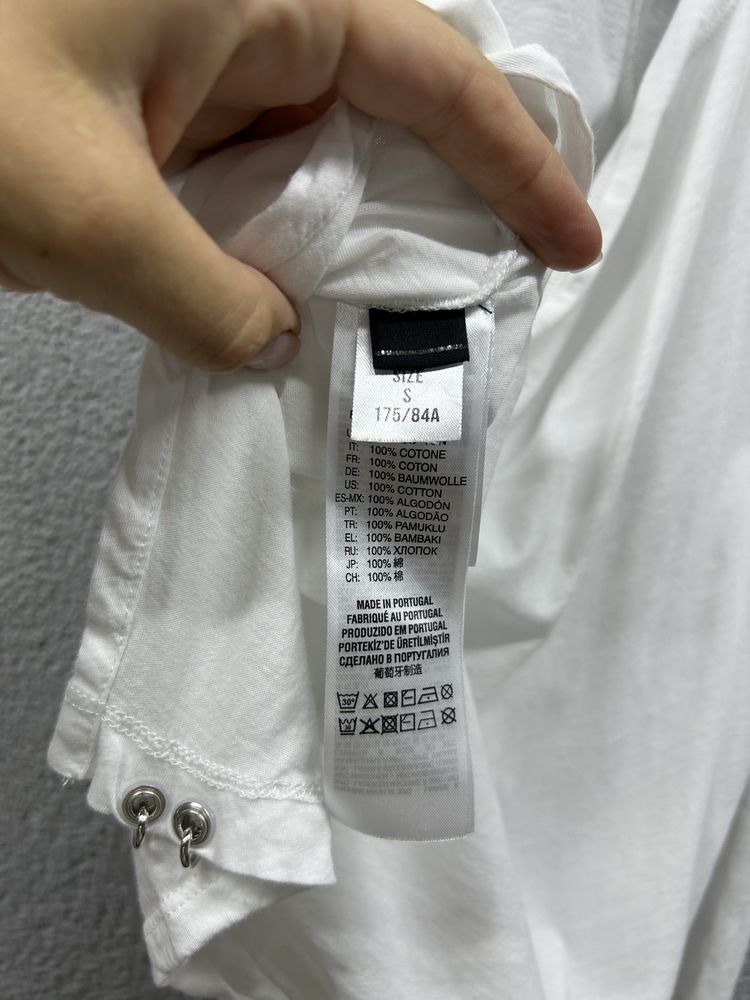 SIZE
S
175/84A
IT: 100% COTONE
FR: 100% COTON
DE: 100% BAUMWOLLE
US: 100% COTTON
ES-MX: 100% ALGODÓN
PT: 100% ALGODÃO
TR: 100% PAMUKLU
EL: 100% BAMBAKI
RU: 100% ХЛОПОК
JP: 100% 綿
CH: 100% 棉
MADE IN PORTUGAL
FABRIQUÉ AU PORTUGAL
PRODUZIDO EM PORTUGAL
PORTEKİZ'DE ÜRETİLMİŞTİR
СДЕЛАНО В ПОРТУГАЛИЯ
葡萄牙制造
30°